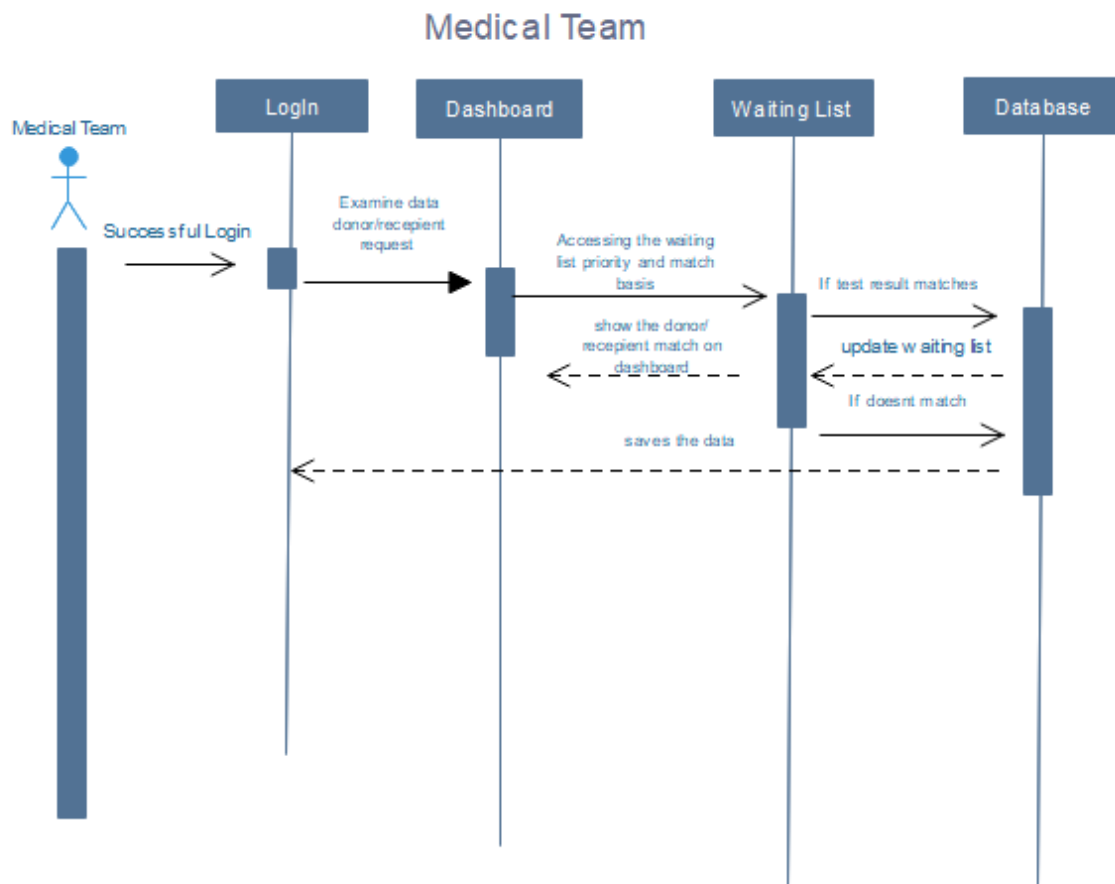 Medical Team
LogIn
Dashboard
Waiting List
Database
Medical Team
Successful Login
Examine data
donor/recepient
request
Accessing the waiting
list priority and match
basis
If test result matches
show the donor/
recepient match on
dashboard
update waiting list
If doesnt match
saves the data